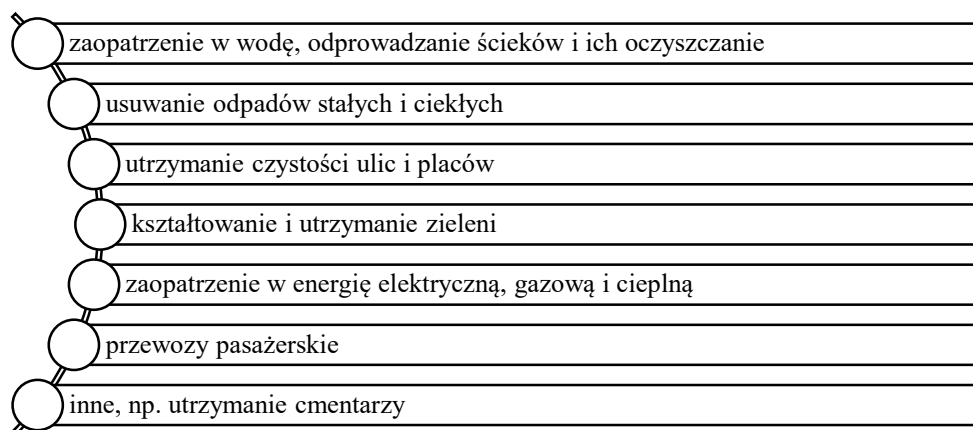 zaopatrzenie w wodę, odprowadzanie ścieków i ich oczyszczanie
usuwanie odpadów stałych i ciekłych
utrzymanie czystości ulic i placów
kształtowanie i utrzymanie zieleni
zaopatrzenie w energię elektryczną, gazową i cieplną
przewozy pasażerskie
inne, np. utrzymanie cmentarzy